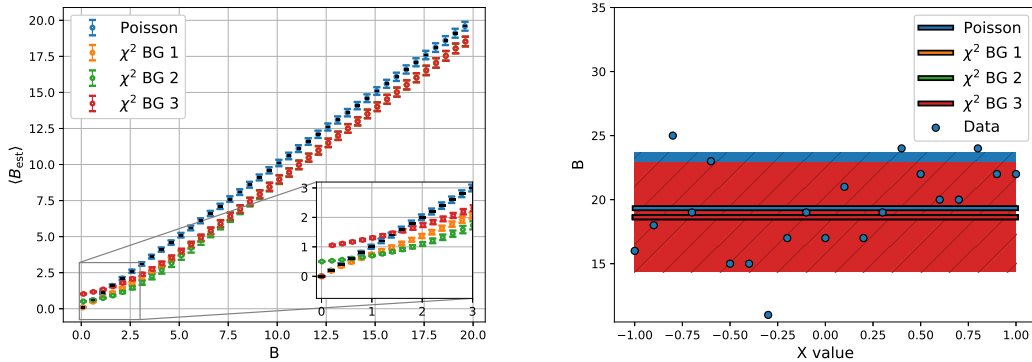 20.0
17.5
15.0
12.5
10.0
7.5
5.0
2.5
0.0
⟨B_est⟩
Poisson
χ² BG 1
χ² BG 2
χ² BG 3
3
2
1
0
0 1 2 3
0.0 2.5 5.0 7.5 10.0 12.5 15.0 17.5 20.0
B
35
30
25
20
15
B
Poisson
χ² BG 1
χ² BG 2
χ² BG 3
Data
−1.00 −0.75 −0.50 −0.25 0.00 0.25 0.50 0.75 1.00
X value